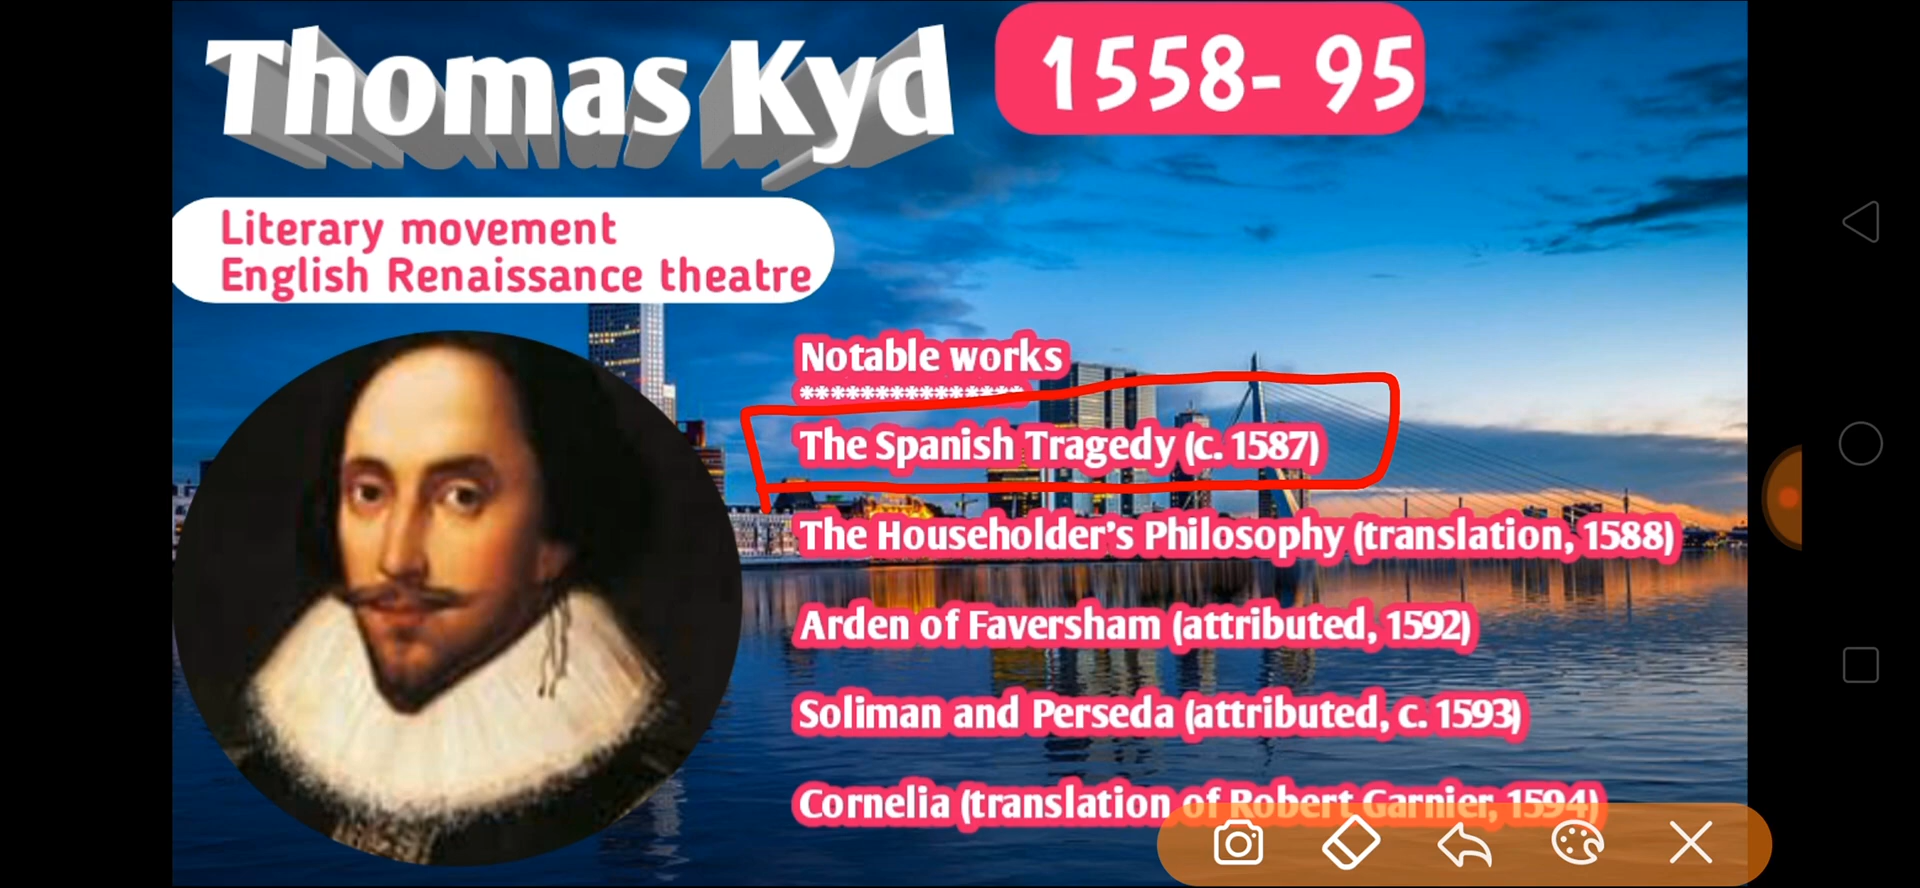 Thomas Kyd
1558- 95
Literary movement
English Renaissance theatre
Notable works
***************
The Spanish Tragedy (c. 1587)
The Householder's Philosophy (translation, 1588)
Arden of Faversham (attributed, 1592)
Soliman and Perseda (attributed, c. 1593)
Cornelia (translation of Robert Garnier, 1594)